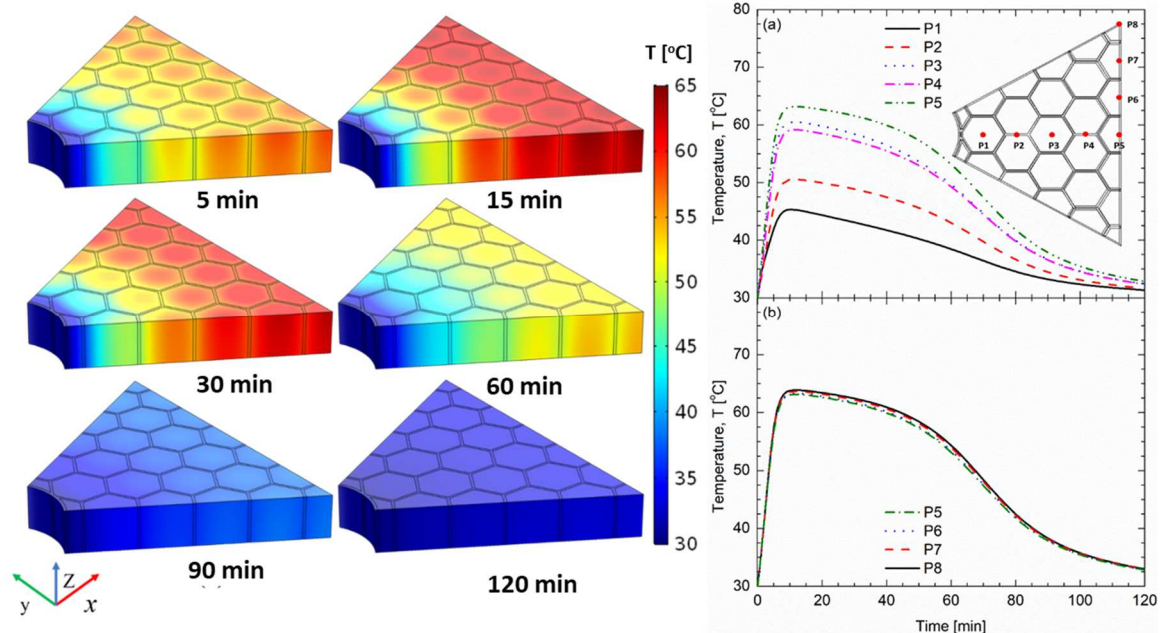 T [°C]
65
60
55
50
45
40
35
30
5 min
15 min
30 min
60 min
90 min
120 min
Z
y
x
(a)
P1
P2
P3
P4
P5
P8
P7
P6
P1
P2
P3
P4
P5
Temperature, T [°C]
80
70
60
50
40
30
(b)
P5
P6
P7
P8
Temperature, T [°C]
70
60
50
40
30
0
20
40
60
80
100
120
Time [min]